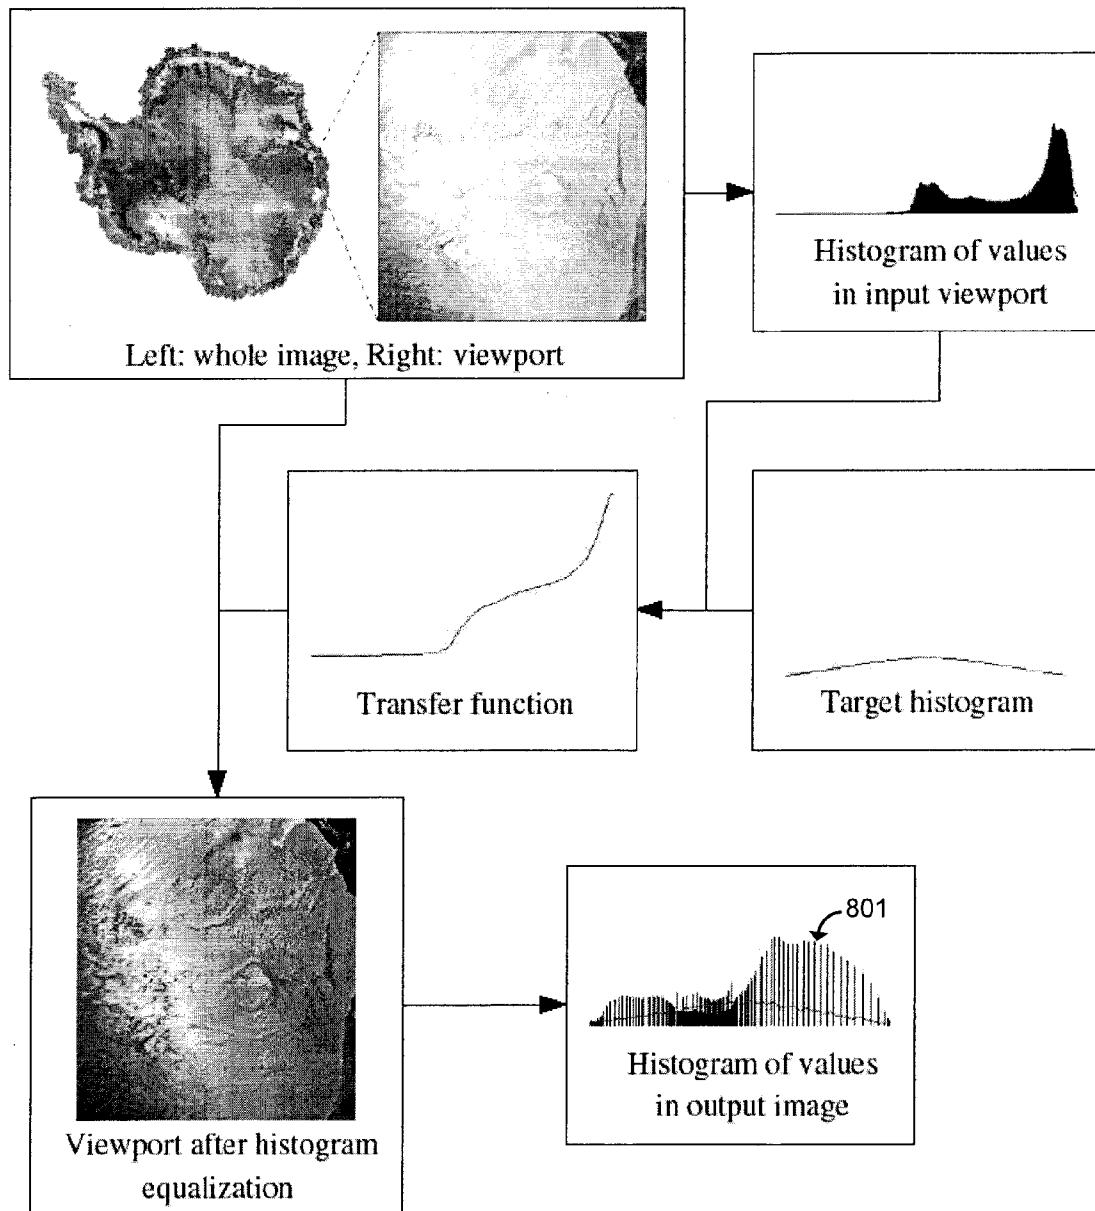 Left: whole image, Right: viewport
Histogram of values
in input viewport
Transfer function
Target histogram
Viewport after histogram
equalization
801
Histogram of values
in output image